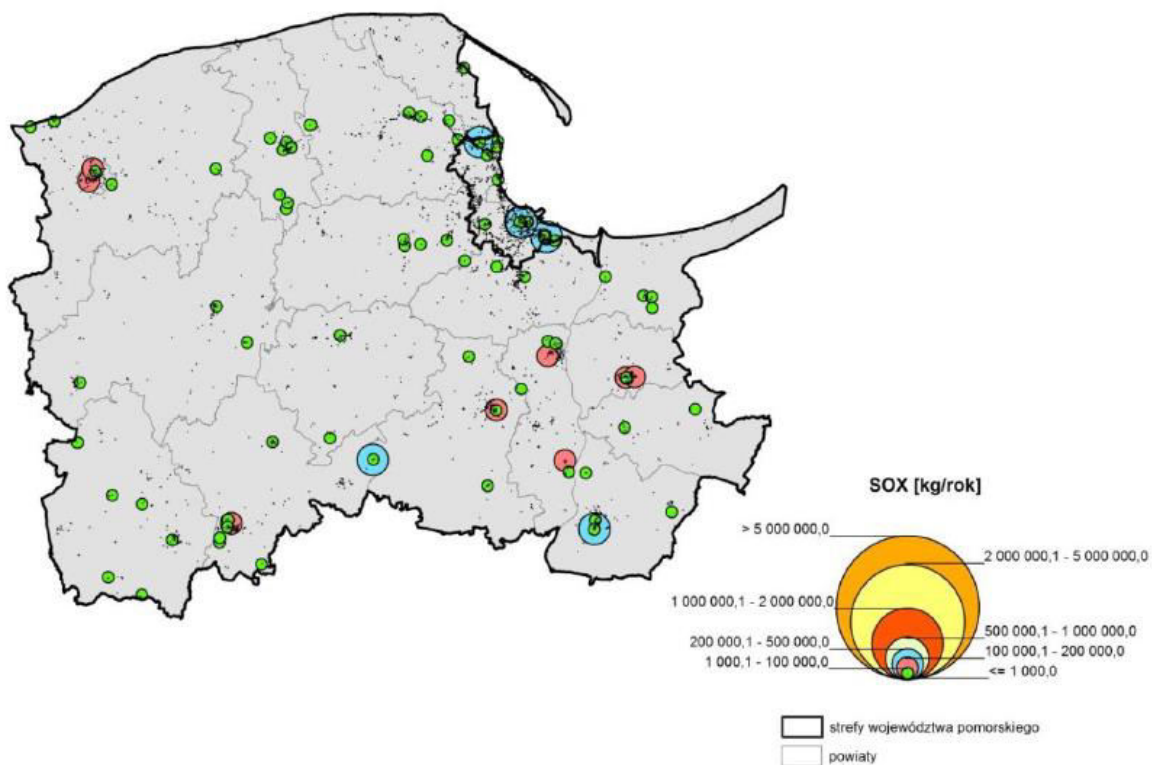 SOX [kg/rok]
> 5 000 000,0
2 000 000,1 - 5 000 000,0
1 000 000,1 - 2 000 000,0
500 000,1 - 1 000 000,0
200 000,1 - 500 000,0
100 000,1 - 200 000,0
1 000,1 - 100 000,0
<= 1 000,0
strefy województwa pomorskiego
powiaty